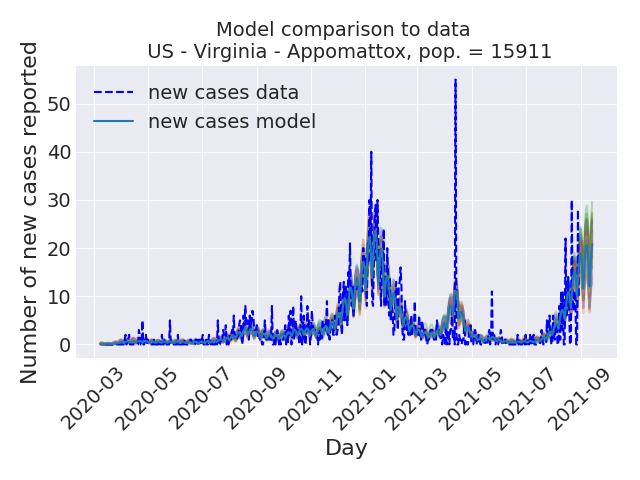 Model comparison to data
US - Virginia - Appomattox, pop. = 15911
Number of new cases reported
50
40
30
20
10
0
new cases data
new cases model
2020-03
2020-05
2020-07
2020-09
2020-11
2021-01
2021-03
2021-05
2021-07
2021-09
Day